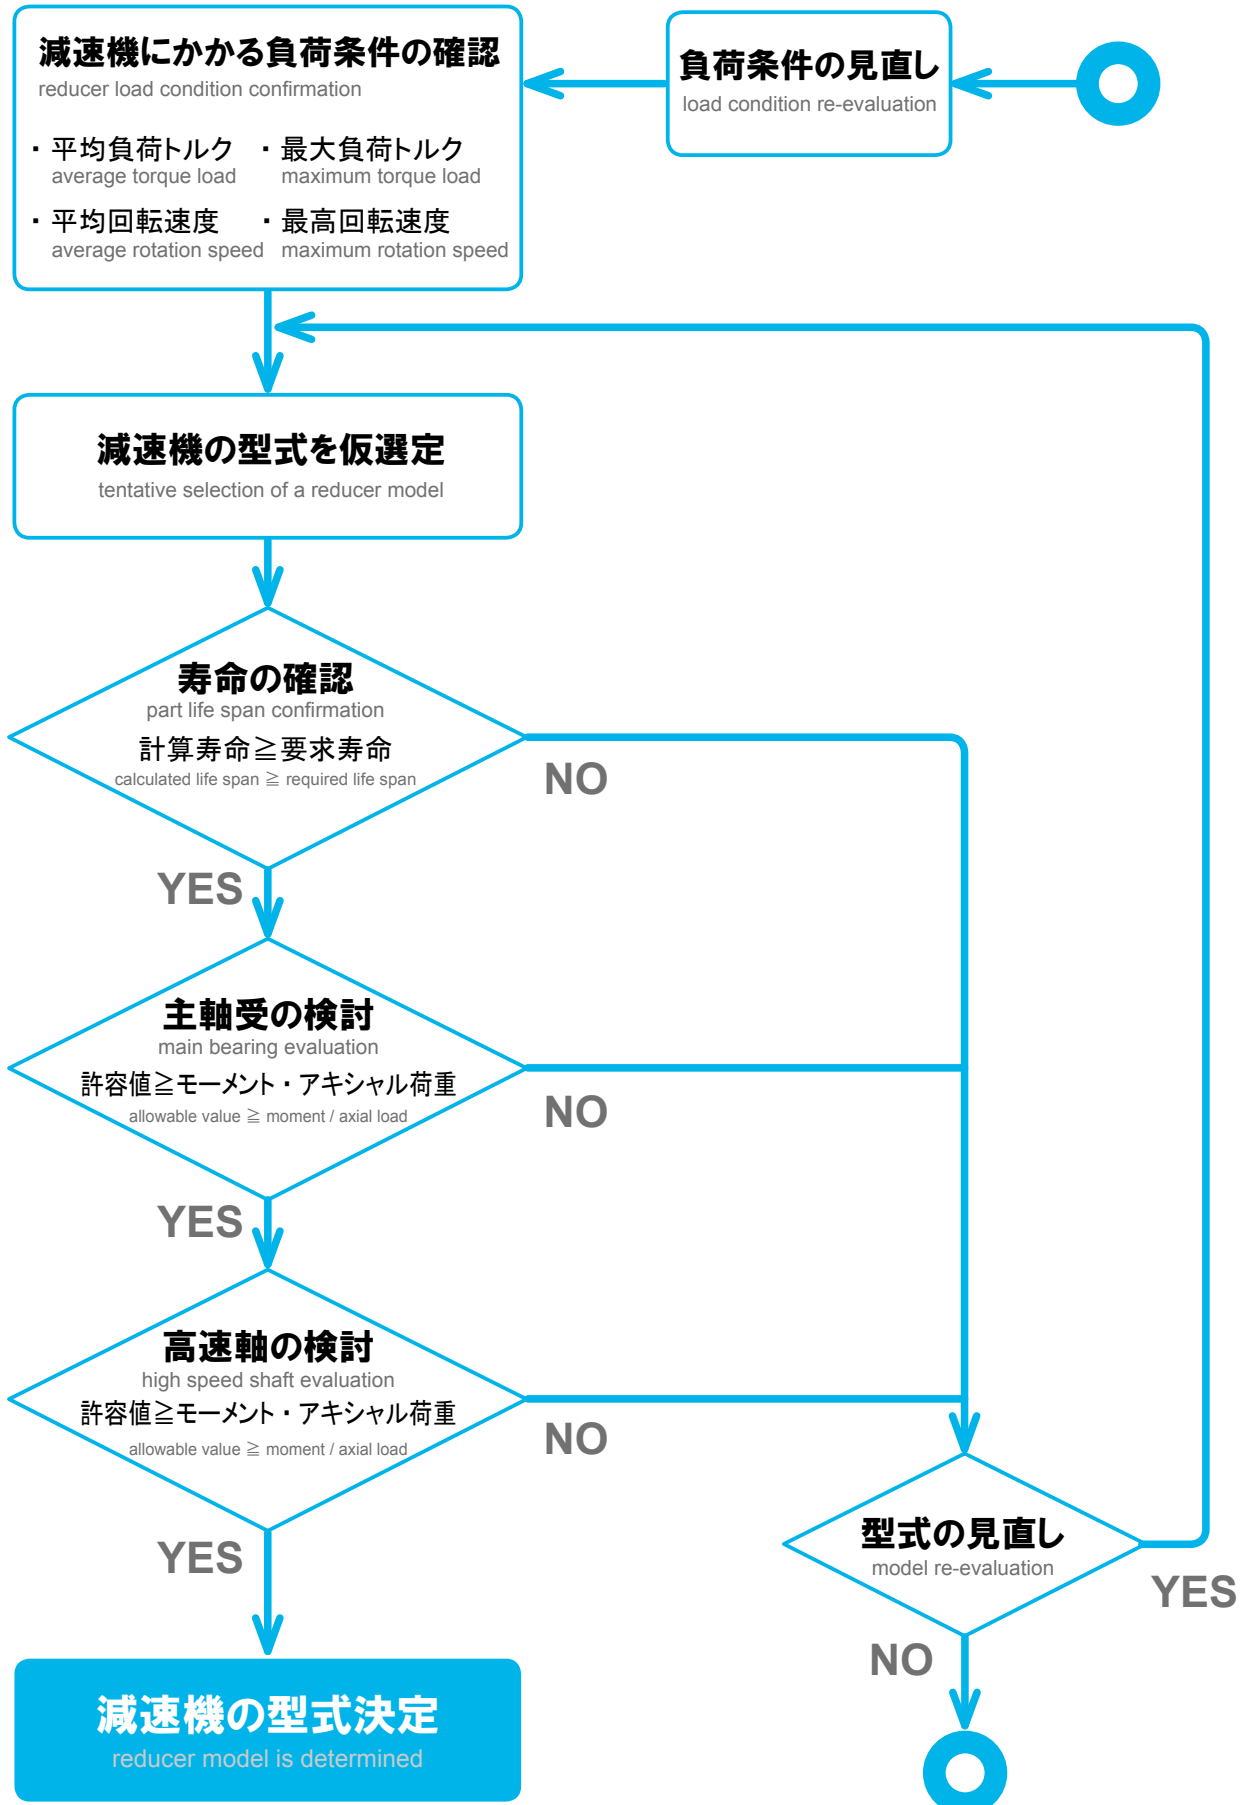 減速機にかかる負荷条件の確認
reducer load condition confirmation
・平均負荷トルク ・最大負荷トルク
average torque load maximum torque load
・平均回転速度 ・最高回転速度
average rotation speed maximum rotation speed
負荷条件の見直し
load condition re-evaluation
減速機の型式を仮選定
tentative selection of a reducer model
寿命の確認
part life span confirmation
計算寿命≧要求寿命
calculated life span ≧ required life span
NO
YES
主軸受の検討
main bearing evaluation
許容値≧モーメント・アキシャル荷重
allowable value ≧ moment / axial load
NO
YES
高速軸の検討
high speed shaft evaluation
許容値≧モーメント・アキシャル荷重
allowable value ≧ moment / axial load
NO
YES
型式の見直し
model re-evaluation
YES
NO
減速機の型式決定
reducer model is determined